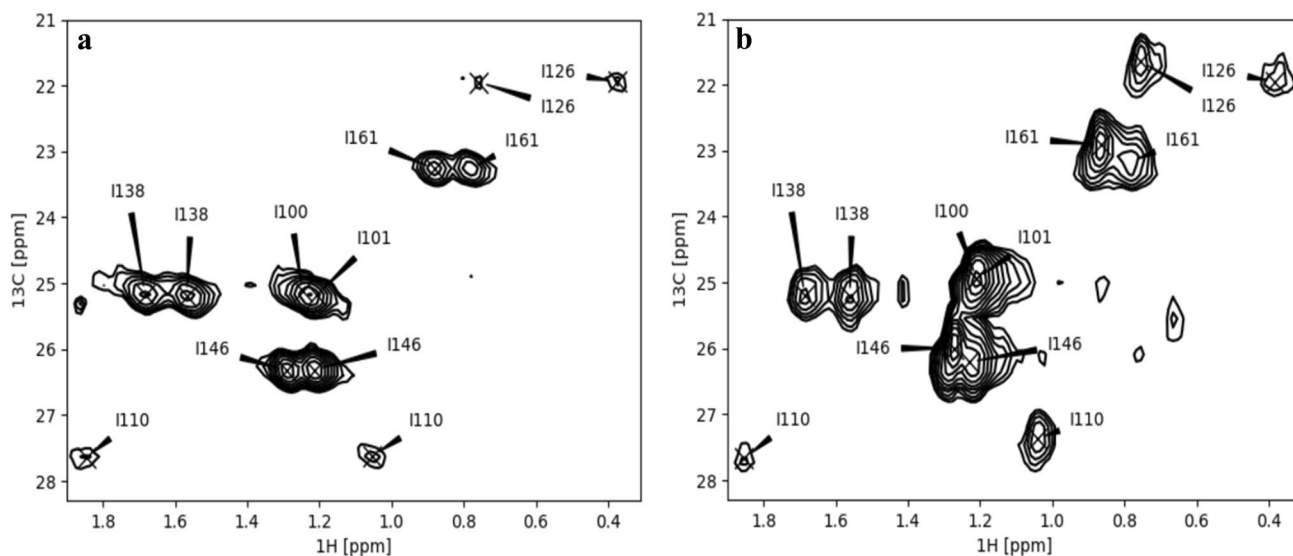 a
21
22
23
24
25
26
27
28
13C [ppm]
I126
I126
I161
I161
I138
I138
I100
I101
I146
I146
I110
I110
1.8
1.6
1.4
1.2
1.0
0.8
0.6
0.4
1H [ppm]
b
21
22
23
24
25
26
27
28
13C [ppm]
I126
I126
I161
I161
I138
I138
I100
I101
I146
I146
I110
I110
1.8
1.6
1.4
1.2
1.0
0.8
0.6
0.4
1H [ppm]